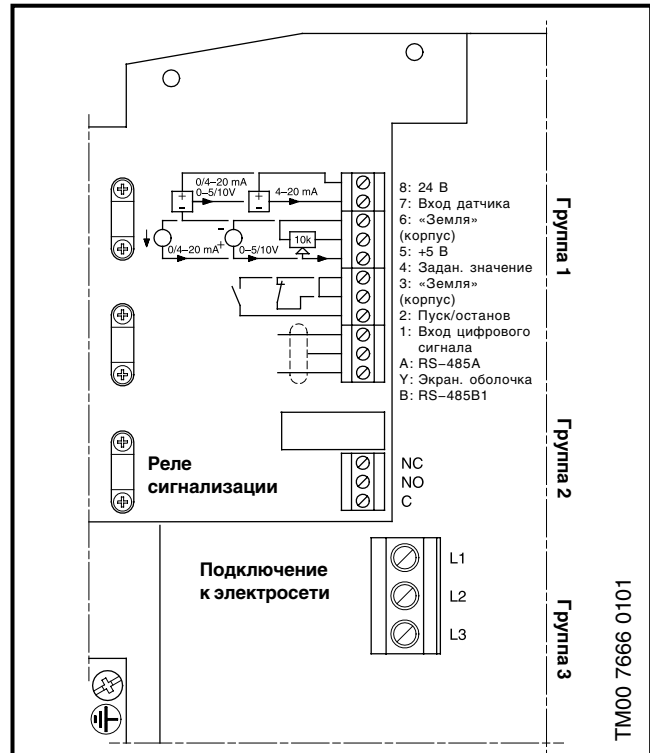 0/4–20 mA
0–5/10V
4–20 mA
+
–
+
–
–
+
0/4–20 mA
0–5/10V
10k
8: 24 В
7: Вход датчика
6: «Земля»
(корпус)
5: +5 В
4: Задан. значение
3: «Земля»
(корпус)
2: Пуск/останов
1: Вход цифрового
сигнала
A: RS–485A
Y: Экран. оболочка
B: RS–485B1
Группа 1
Реле
сигнализации
NC
NO
C
Группа 2
Подключение
к электросети
L1
L2
L3
Группа 3
TM00 7666 0101